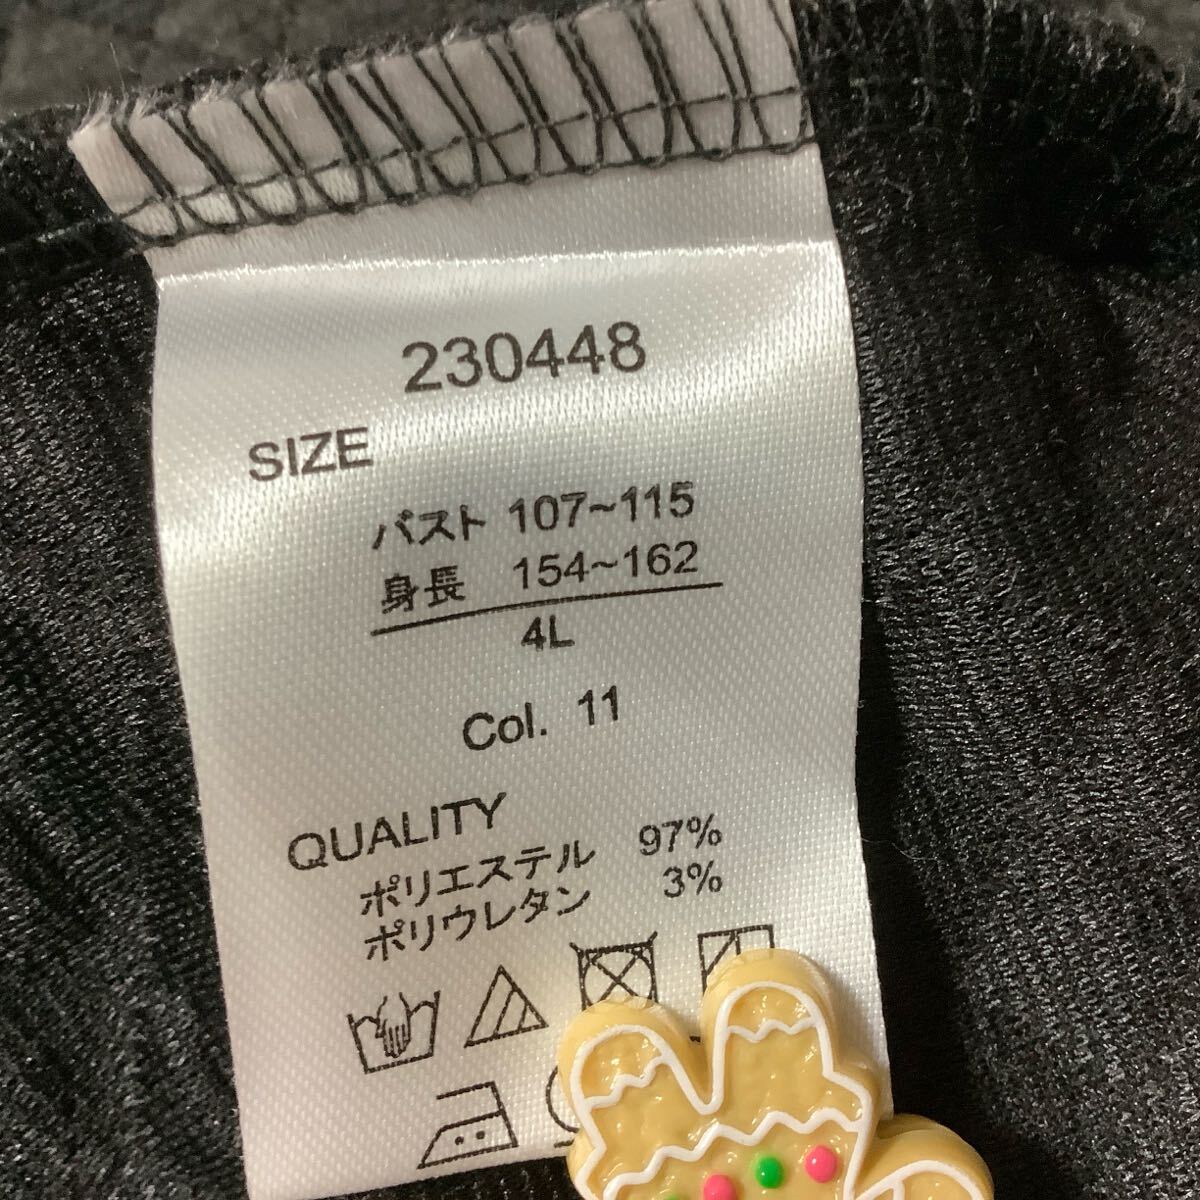 230448
SIZE
バスト 107~115
身長 154~162
4L
Col. 11
QUALITY
ポリエステル 97%
ポリウレタン 3%